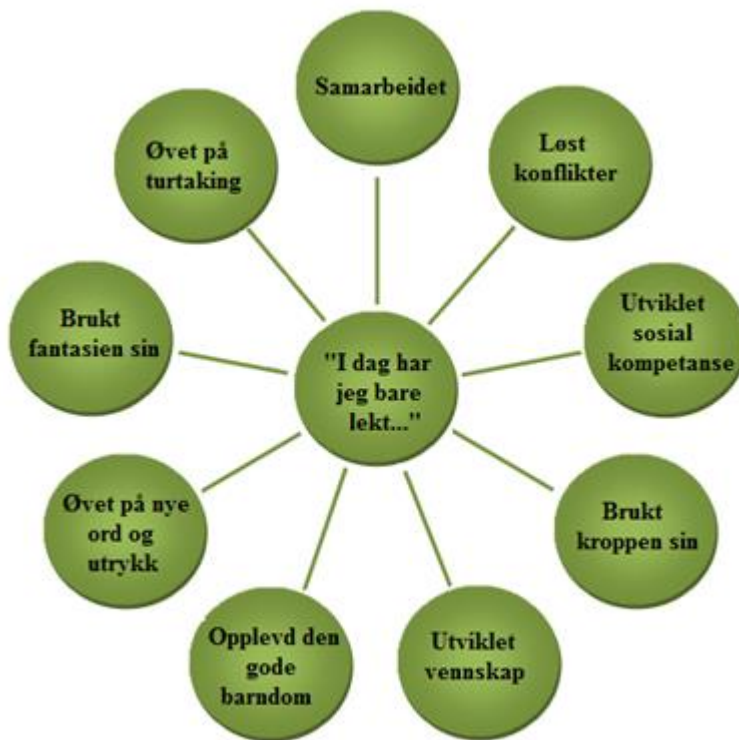 Samarbeidet
Løst
konflikter
Utviklet
sosial
kompetanse
Brukt
kroppen sin
Utviklet
vennskap
Opplevd den
gode
barndom
Øvet på nye
ord og
utrykk
Brukt
fantasien sin
Øvet på
turtaking
"I dag har
jeg bare
lekt..."